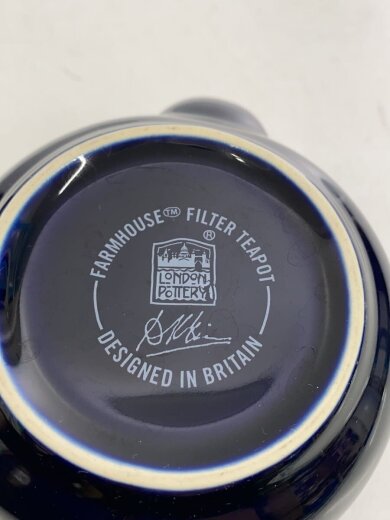 FARMHOUSE™ FILTER TEAPOT
®
LONDON
POTTERY
DESIGNED IN BRITAIN